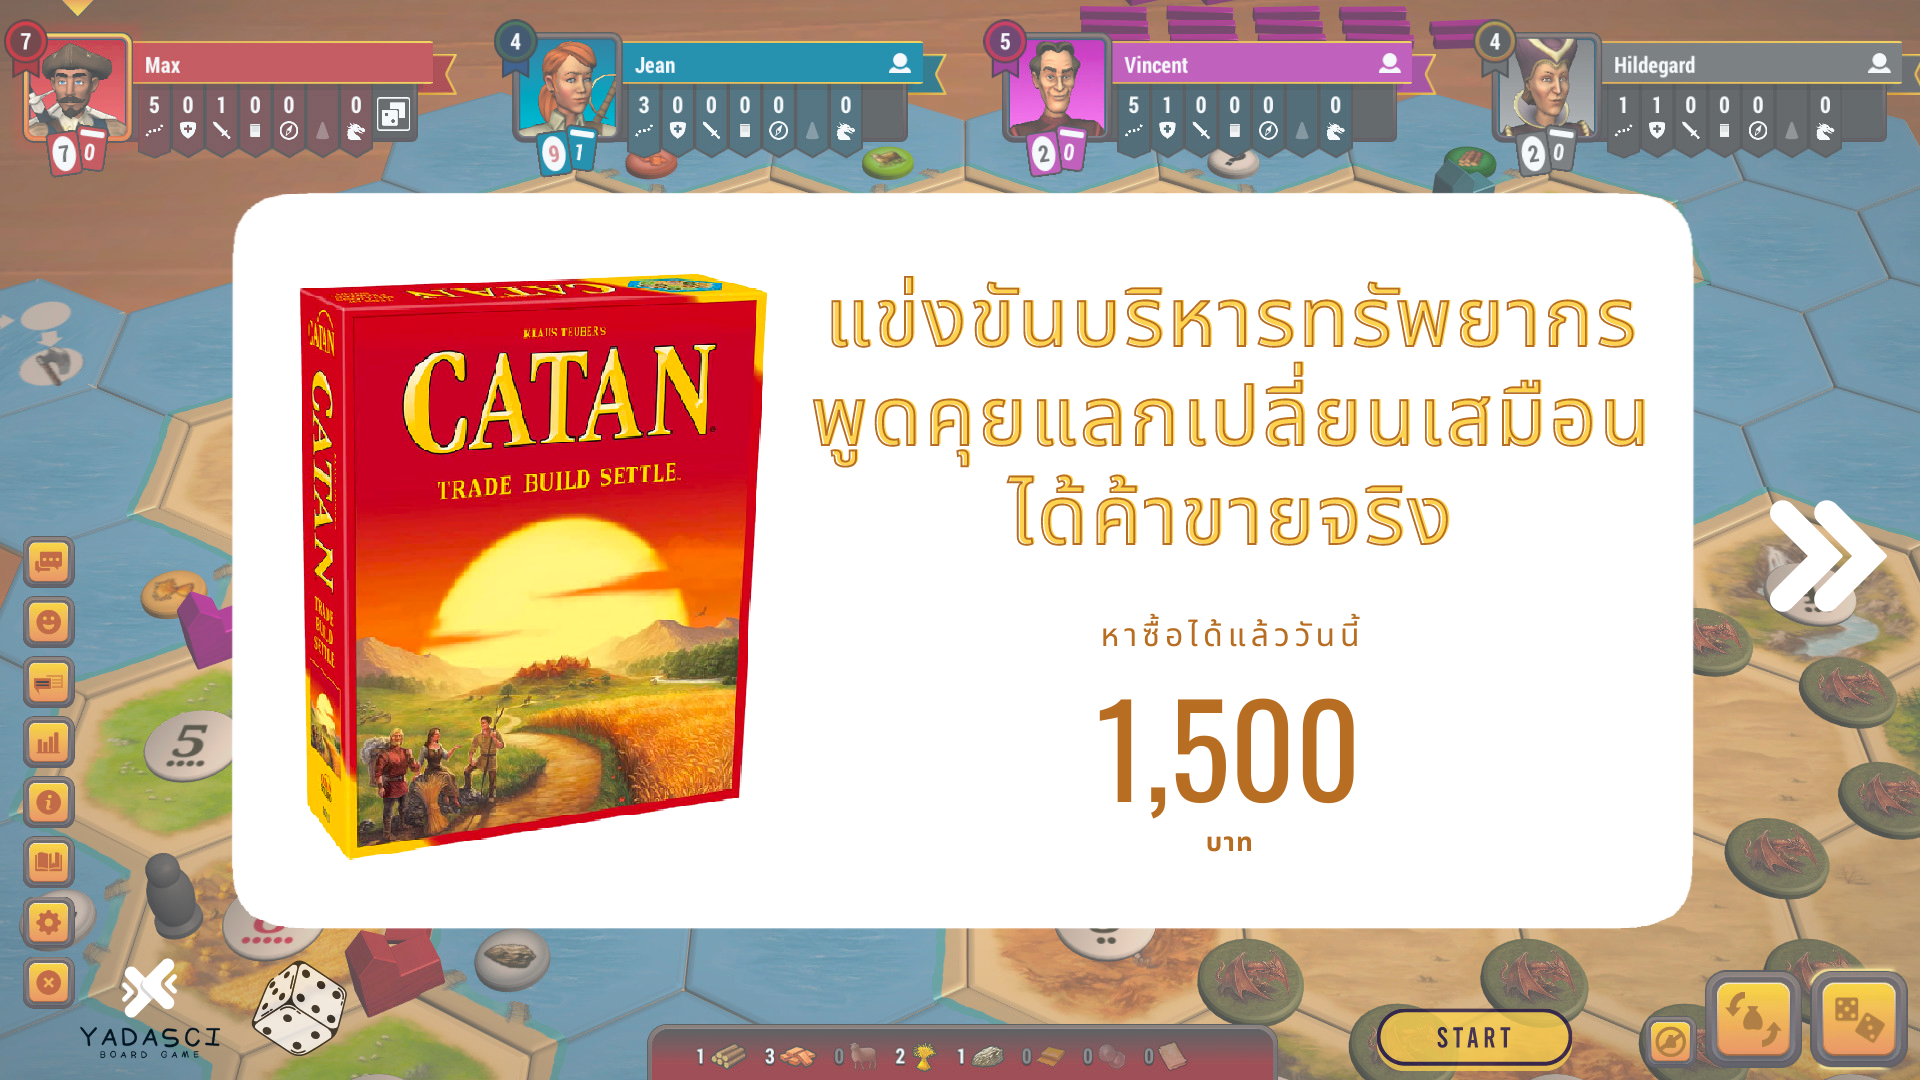 7 Max
5 0 1 0 0 0
7 0
4 Jean
3 0 0 0 0 0
9 1
5 Vincent
5 1 0 0 0 0
2 0
4 Hildegard
1 1 0 0 0 0
2 0
CATAN
KLAUS TEUBER'S
CATAN
TRADE BUILD SETTLE
CATAN
CATAN
TRADE BUILD SETTLE
แข่งขันบริหารทรัพยากร
พูดคุยแลกเปลี่ยนเสมือน
ได้ค้าขายจริง
หาซื้อได้แล้ววันนี้
1,500
บาท
5
YADASCI
BOARD GAME
1 3 0 2 1 0 0 0
START